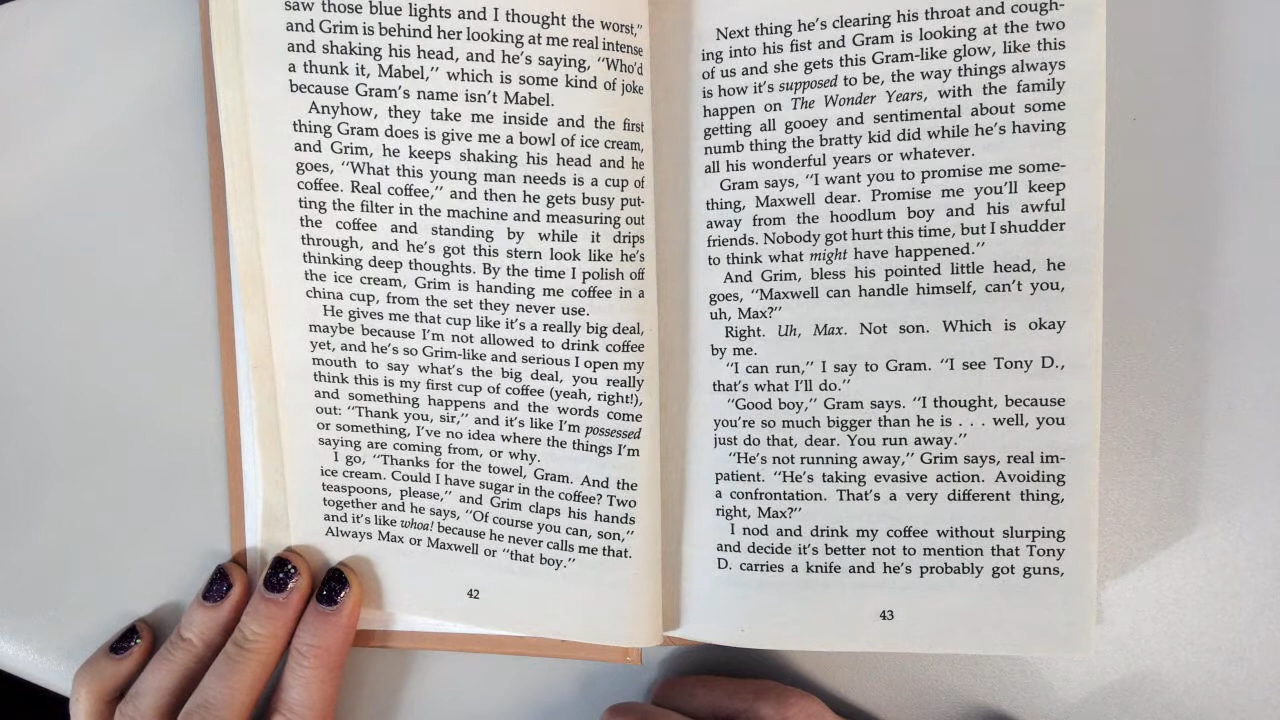 saw those blue lights and I thought the worst,"
and Grim is behind her looking at me real intense
and shaking his head, and he's saying, "Who'd
a thunk it, Mabel," which is some kind of joke
because Gram's name isn't Mabel.
Anyhow, they take me inside and the first
thing Gram does is give me a bowl of ice cream,
and Grim, he keeps shaking his head and he
goes, "What this young man needs is a cup of
coffee. Real coffee," and then he gets busy put-
ting the filter in the machine and measuring out
the coffee and standing by while it drips
through, and he's got this stern look like he's
thinking deep thoughts. By the time I polish off
the ice cream, Grim is handing me coffee in a
china cup, from the set they never use.
He gives me that cup like it's a really big deal,
maybe because I'm not allowed to drink coffee
yet, and he's so Grim-like and serious I open my
mouth to say what's the big deal, you really
think this is my first cup of coffee (yeah, right!),
and something happens and the words come
out: "Thank you, sir," and it's like I'm possessed
or something, I've no idea where the things I'm
saying are coming from, or why.
I go, "Thanks for the towel, Gram. And the
ice cream. Could I have sugar in the coffee? Two
teaspoons, please," and Grim claps his hands
together and he says, "Of course you can, son,"
and it's like whoa! because he never calls me that.
Always Max or Maxwell or "that boy."
42
Next thing he's clearing his throat and cough-
ing into his fist and Gram is looking at the two
of us and she gets this Gram-like glow, like this
is how it's supposed to be, the way things always
happen on The Wonder Years, with the family
getting all gooey and sentimental about some
numb thing the bratty kid did while he's having
all his wonderful years or whatever.
Gram says, "I want you to promise me some-
thing, Maxwell dear. Promise me you'll keep
away from the hoodlum boy and his awful
friends. Nobody got hurt this time, but I shudder
to think what might have happened."
And Grim, bless his pointed little head, he
goes, "Maxwell can handle himself, can't you,
uh, Max?"
Right. Uh, Max. Not son. Which is okay
by me.
"I can run," I say to Gram. "I see Tony D.,
that's what I'll do."
"Good boy," Gram says. "I thought, because
you're so much bigger than he is . . . well, you
just do that, dear. You run away."
"He's not running away," Grim says, real im-
patient. "He's taking evasive action. Avoiding
a confrontation. That's a very different thing,
right, Max?"
I nod and drink my coffee without slurping
and decide it's better not to mention that Tony
D. carries a knife and he's probably got guns,
43